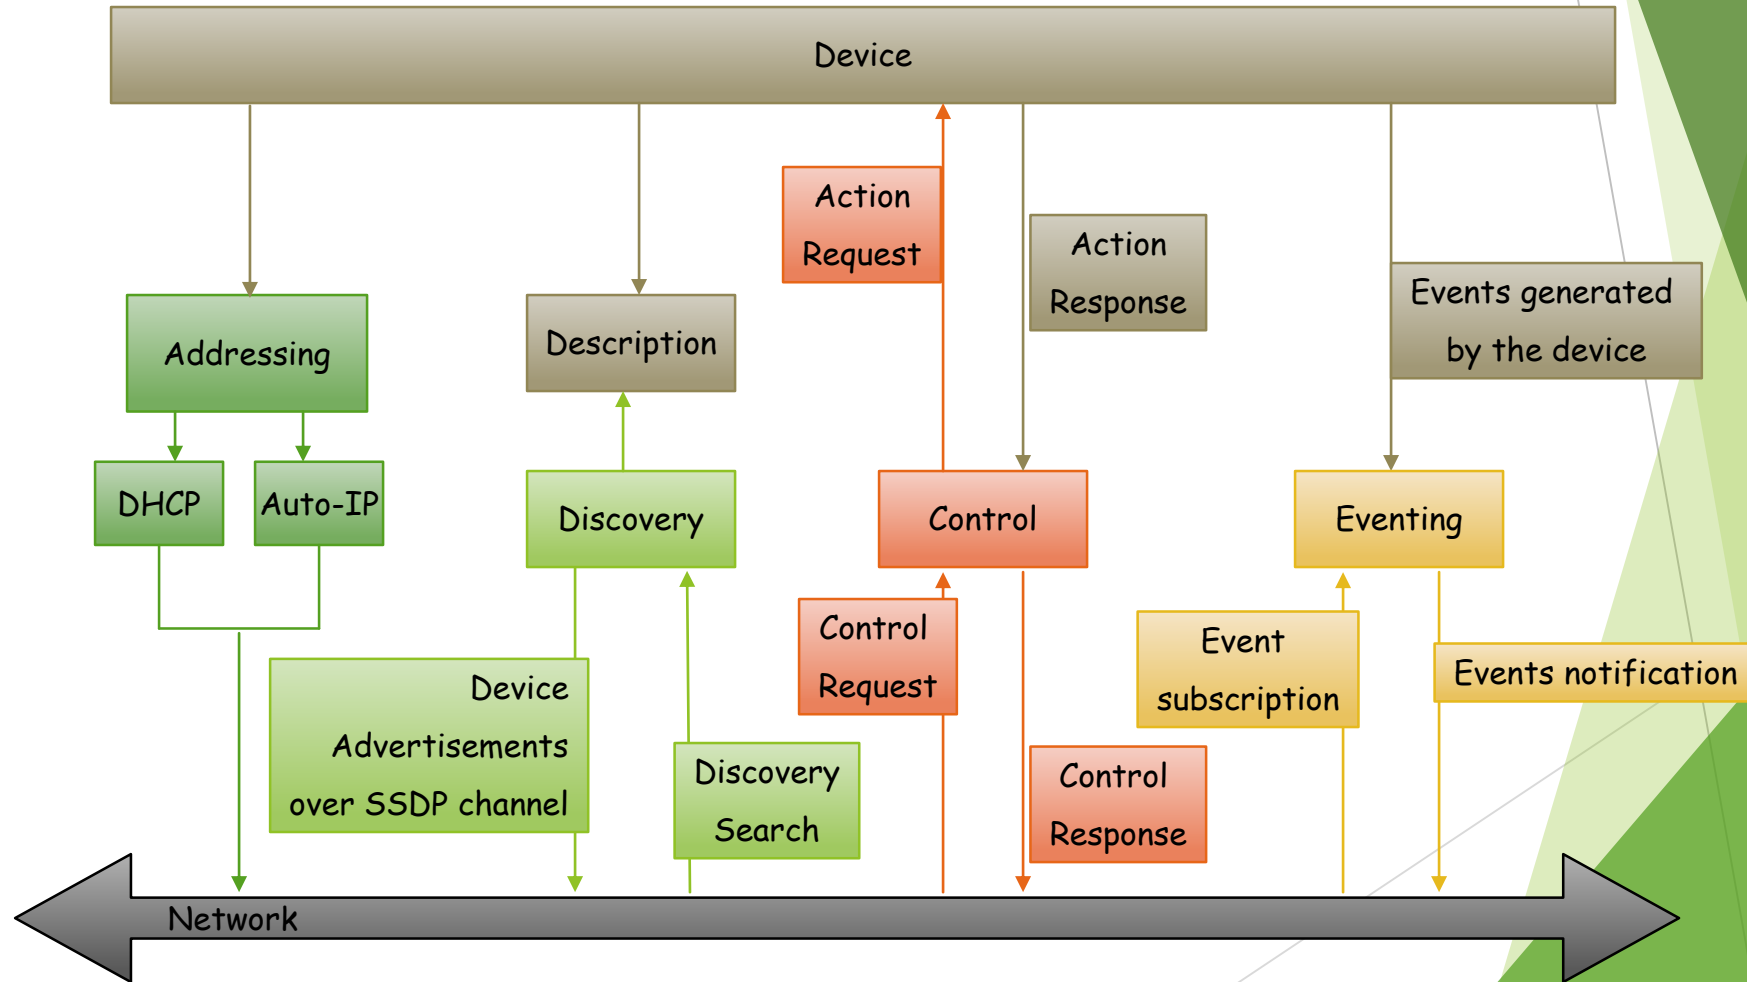 Device
Action
Request
Action
Response
Events generated
by the device
Addressing
Description
DHCP
Auto-IP
Discovery
Control
Eventing
Device
Advertisements
over SSDP channel
Discovery
Search
Control
Request
Control
Response
Event
subscription
Events notification
Network